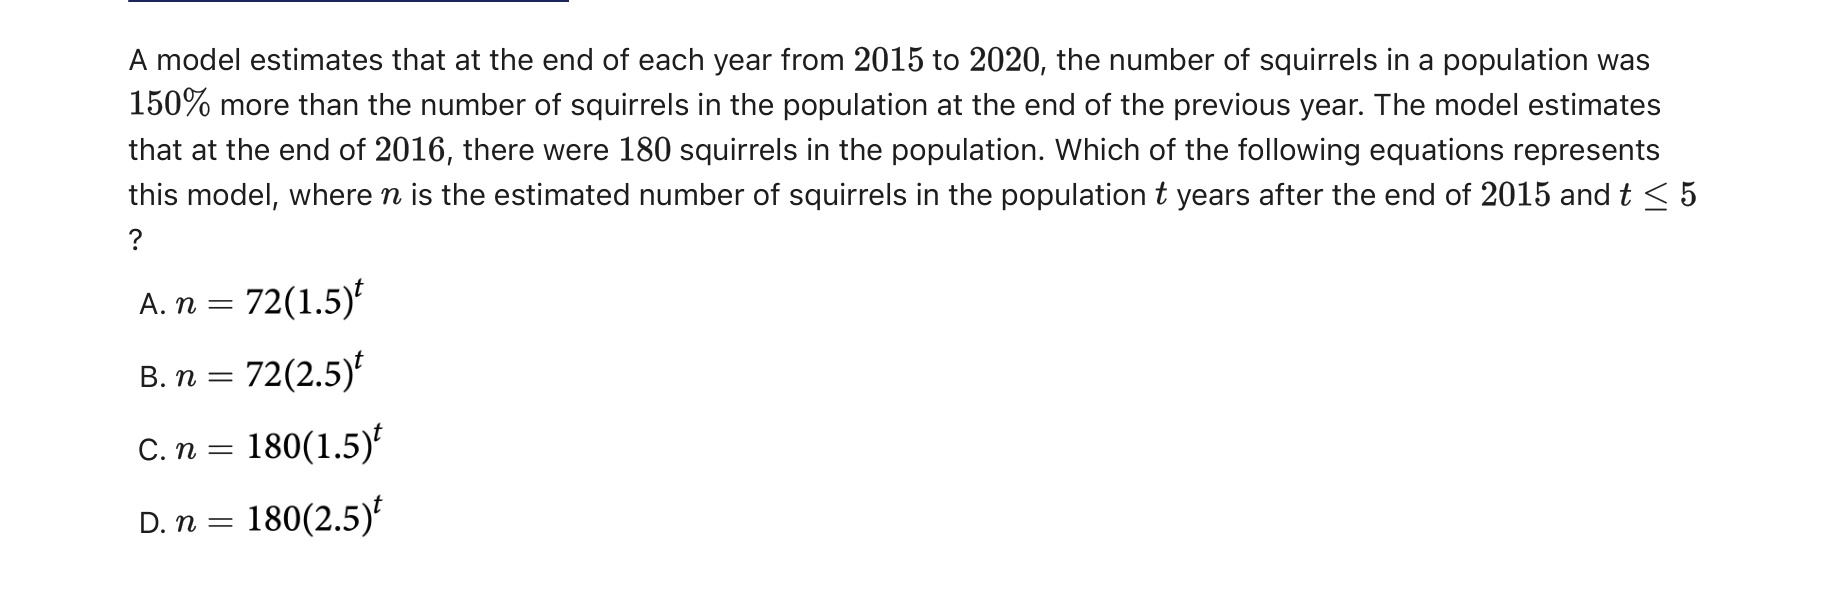 A model estimates that at the end of each year from 2015 to 2020, the number of squirrels in a population was
150% more than the number of squirrels in the population at the end of the previous year. The model estimates
that at the end of 2016, there were 180 squirrels in the population. Which of the following equations represents
this model, where n is the estimated number of squirrels in the population t years after the end of 2015 and t ≤ 5
?
A. n = 72(1.5)^t
B. n = 72(2.5)^t
C. n = 180(1.5)^t
D. n = 180(2.5)^t